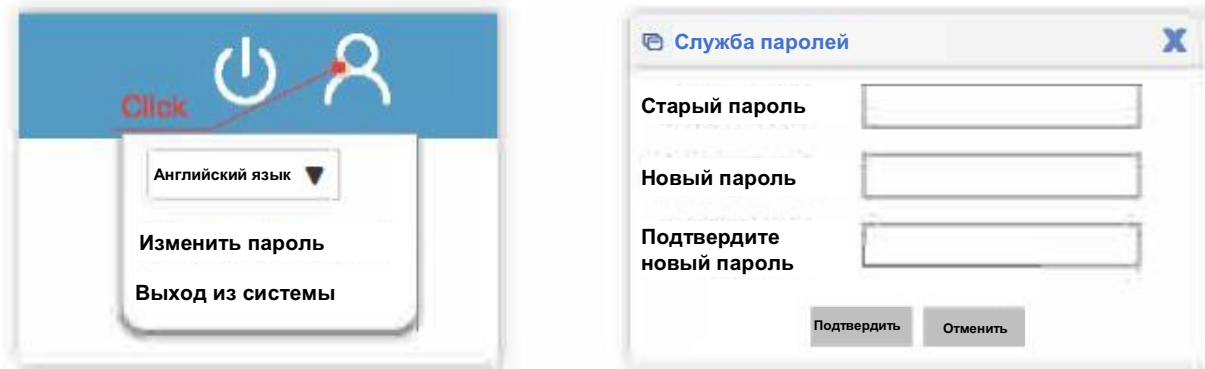 Click
Английский язык
Изменить пароль
Выход из системы
Служба паролей
Старый пароль
Новый пароль
Подтвердите
новый пароль
Подтвердить
Отменить